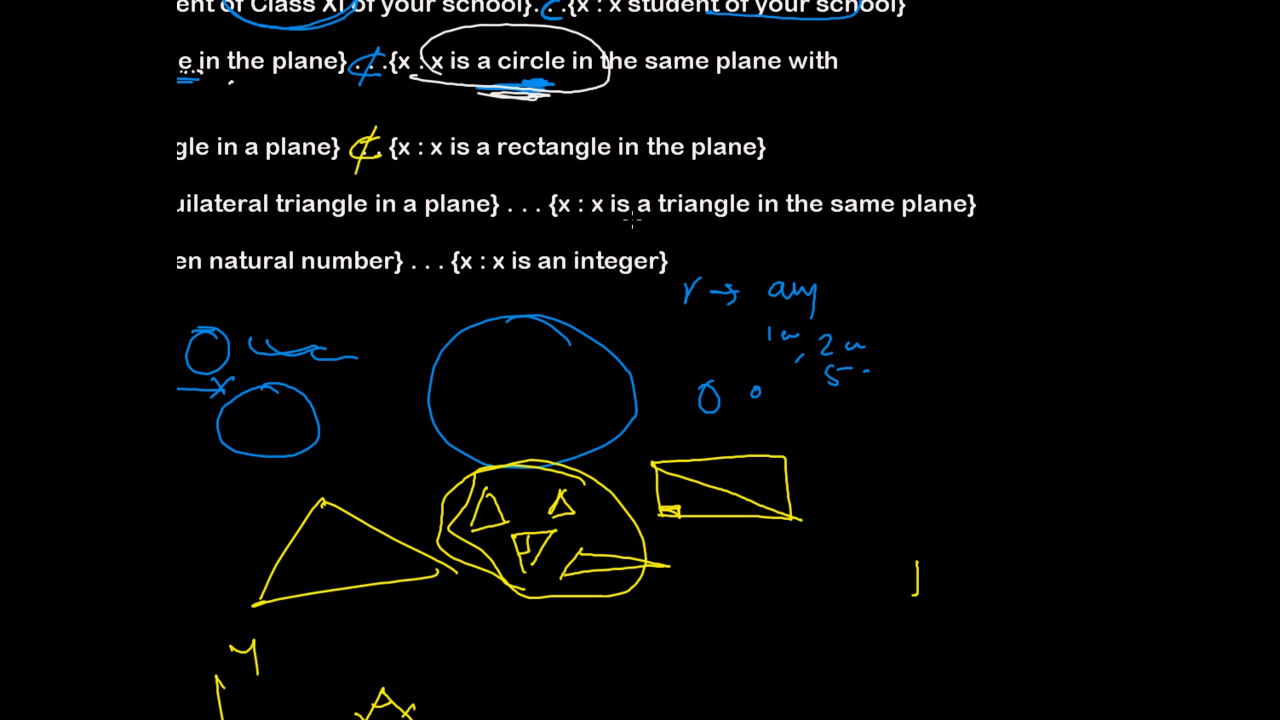 ent of Class XI of your school}. ⊂ .{x : x student of your school}
e in the plane} ⊄ .{x : x is a circle in the same plane with
gle in a plane} ⊄ {x : x is a rectangle in the plane}
uilateral triangle in a plane} . . . {x : x is a triangle in the same plane}
en natural number} . . . {x : x is an integer}
r → any
1 , 2
5